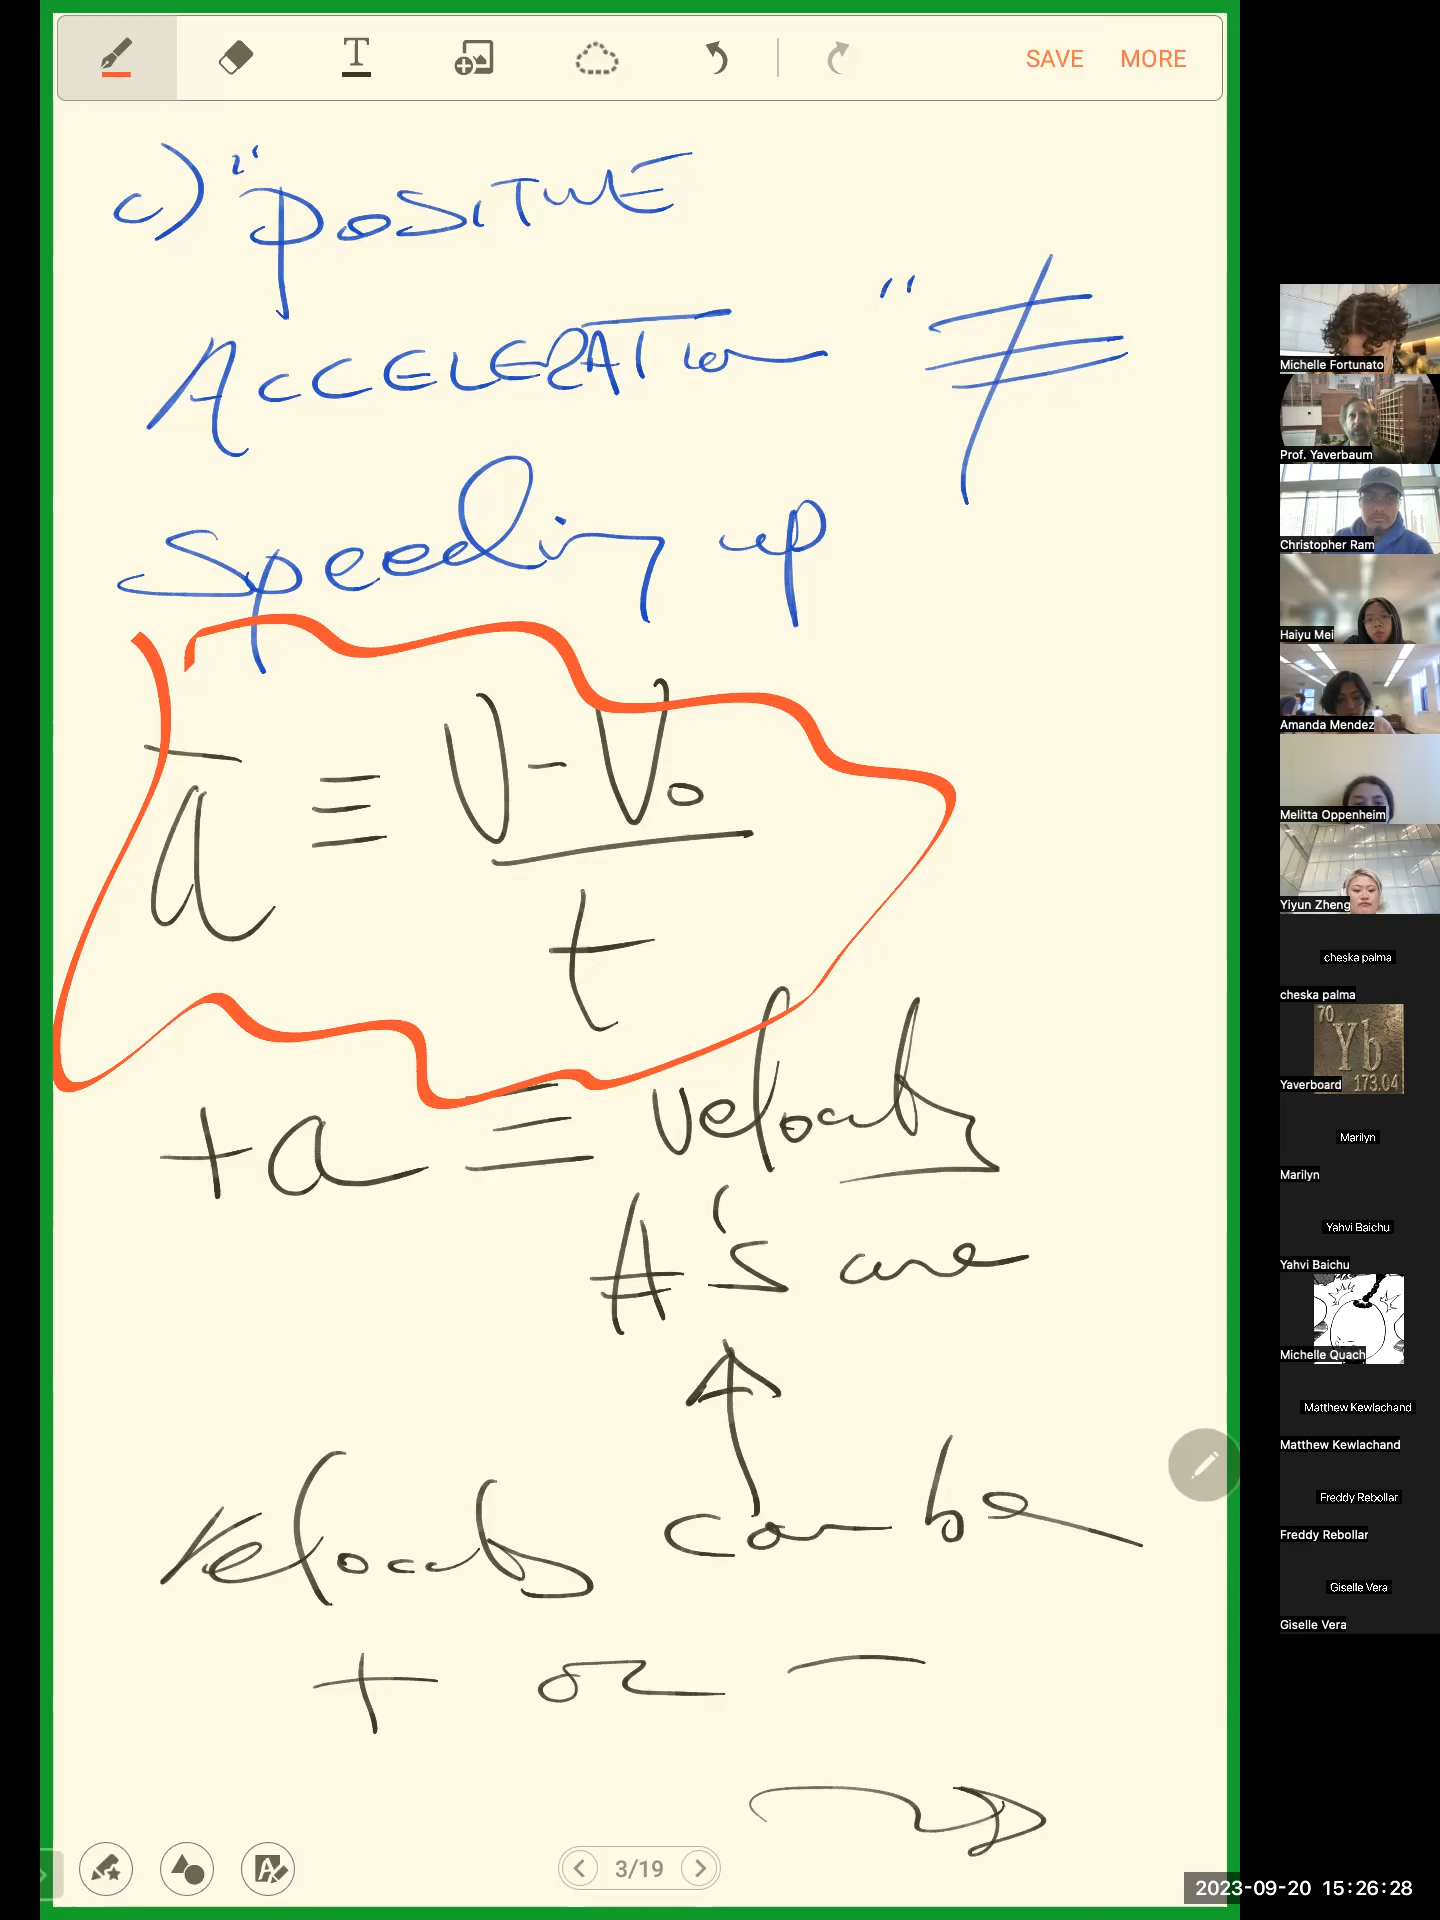 SAVE MORE
c) "POSITIVE
ACCELERATION" ≢
Speeding up
a̅ ≡ v - v₀
t
+a ≡ velocity
#'s are
velocity can be
+ or -
3/19
Michelle Fortunato
Prof. Yaverbaum
Christopher Ram
Haiyu Mei
Amanda Mendez
Melitta Oppenheim
Yiyun Zheng
cheska palma
cheska palma
70
Yb
Yaverboard 173.04
Marilyn
Marilyn
Yahvi Baichu
Yahvi Baichu
Michelle Quach
Matthew Kewlachand
Matthew Kewlachand
Freddy Rebollar
Freddy Rebollar
Giselle Vera
Giselle Vera
2023-09-20 15:26:28